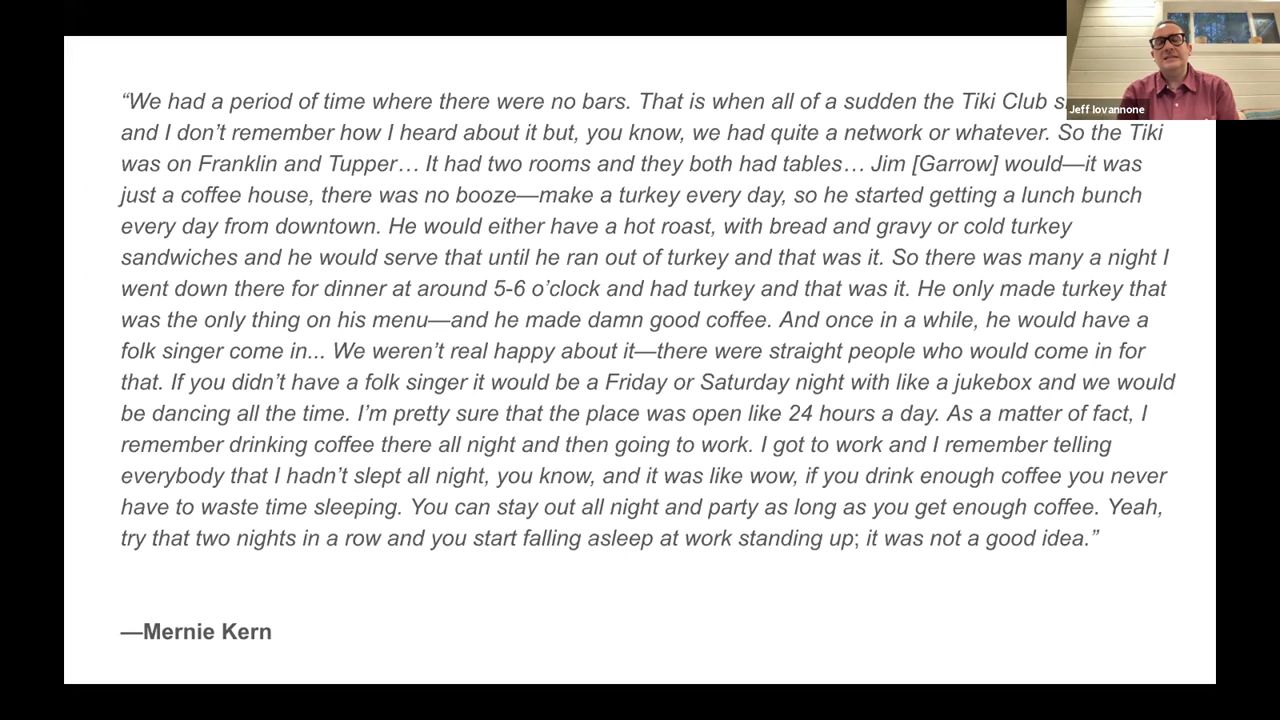 “We had a period of time where there were no bars. That is when all of a sudden the Tiki Club
Jeff Iovannone
and I don’t remember how I heard about it but, you know, we had quite a network or whatever. So the Tiki
was on Franklin and Tupper… It had two rooms and they both had tables… Jim [Garrow] would—it was
just a coffee house, there was no booze—make a turkey every day, so he started getting a lunch bunch
every day from downtown. He would either have a hot roast, with bread and gravy or cold turkey
sandwiches and he would serve that until he ran out of turkey and that was it. So there was many a night I
went down there for dinner at around 5-6 o’clock and had turkey and that was it. He only made turkey that
was the only thing on his menu—and he made damn good coffee. And once in a while, he would have a
folk singer come in... We weren’t real happy about it—there were straight people who would come in for
that. If you didn’t have a folk singer it would be a Friday or Saturday night with like a jukebox and we would
be dancing all the time. I’m pretty sure that the place was open like 24 hours a day. As a matter of fact, I
remember drinking coffee there all night and then going to work. I got to work and I remember telling
everybody that I hadn’t slept all night, you know, and it was like wow, if you drink enough coffee you never
have to waste time sleeping. You can stay out all night and party as long as you get enough coffee. Yeah,
try that two nights in a row and you start falling asleep at work standing up; it was not a good idea.”
—Mernie Kern